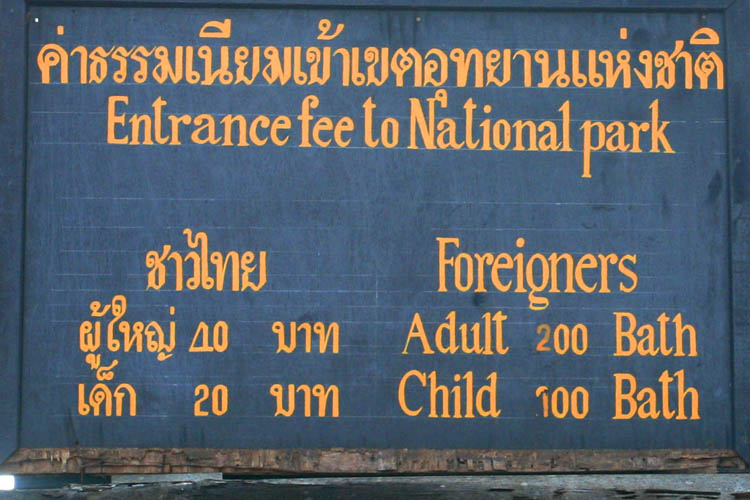 ค่าธรรมเนียมเข้าเขตอุทยานแห่งชาติ
Entrance fee to National park
ชาวไทย
ผู้ใหญ่ 40 บาท
เด็ก 20 บาท
Foreigners
Adult 200 Bath
Child 100 Bath